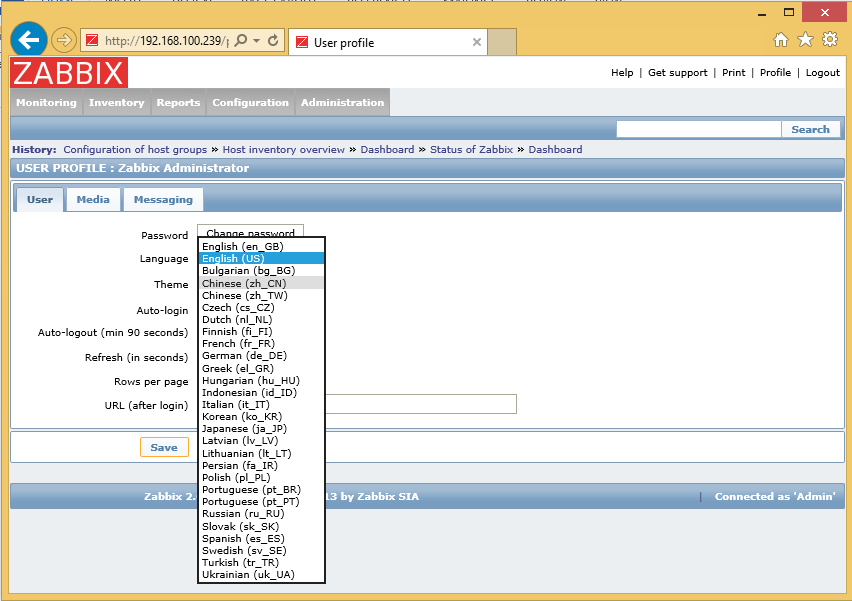 http://192.168.100.239/
User profile
ZABBIX
Help | Get support | Print | Profile | Logout
Monitoring Inventory Reports Configuration Administration
Search
History: Configuration of host groups » Host inventory overview » Dashboard » Status of Zabbix » Dashboard
USER PROFILE : Zabbix Administrator
User Media Messaging
Password Change password
Language
Theme
Auto-login
Auto-logout (min 90 seconds)
Refresh (in seconds)
Rows per page
URL (after login)
English (en_GB)
English (US)
Bulgarian (bg_BG)
Chinese (zh_CN)
Chinese (zh_TW)
Czech (cs_CZ)
Dutch (nl_NL)
Finnish (fi_FI)
French (fr_FR)
German (de_DE)
Greek (el_GR)
Hungarian (hu_HU)
Indonesian (id_ID)
Italian (it_IT)
Korean (ko_KR)
Japanese (ja_JP)
Latvian (lv_LV)
Lithuanian (lt_LT)
Persian (fa_IR)
Polish (pl_PL)
Portuguese (pt_BR)
Portuguese (pt_PT)
Russian (ru_RU)
Slovak (sk_SK)
Spanish (es_ES)
Swedish (sv_SE)
Turkish (tr_TR)
Ukrainian (uk_UA)
Save
Zabbix 2. 13 by Zabbix SIA | Connected as 'Admin'